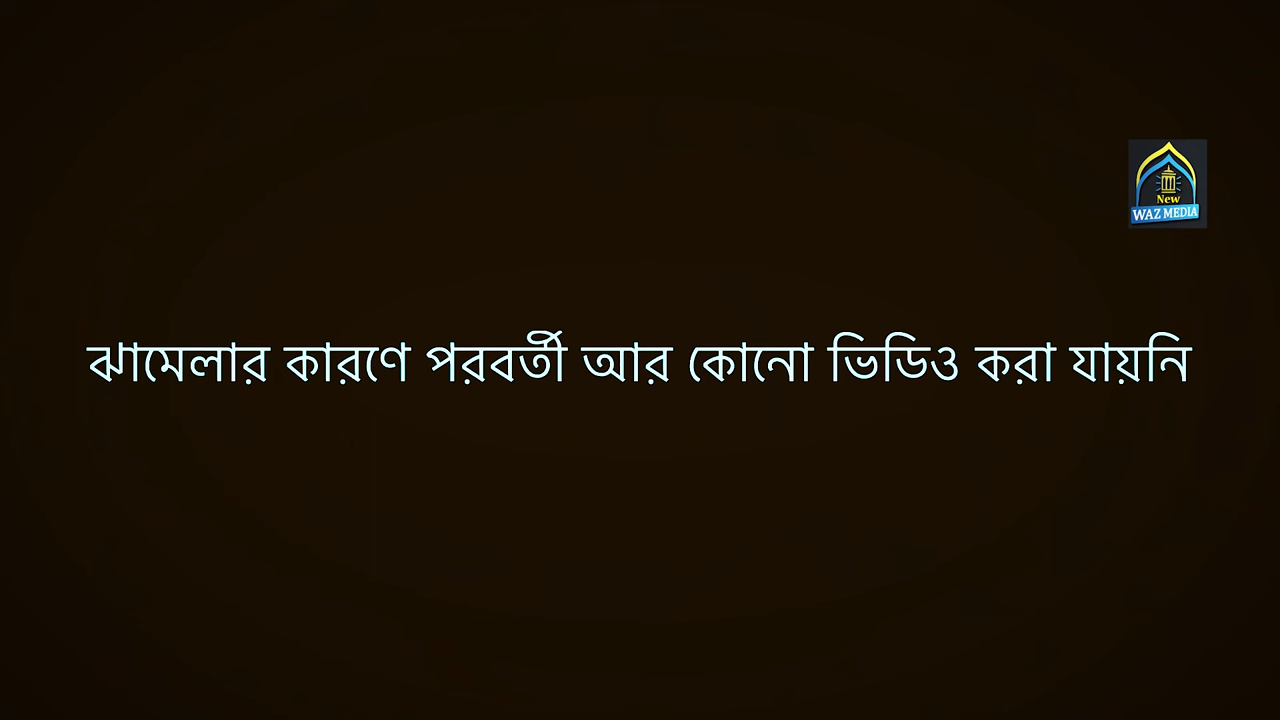 New
WAZ MEDIA
ঝামেলার কারণে পরবর্তী আর কোনো ভিডিও করা যায়নি